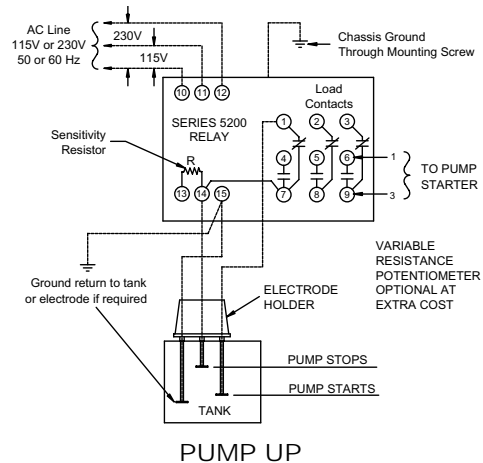 AC Line
115V or 230V
50 or 60 Hz
230V
115V
Chassis Ground
Through Mounting Screw
10 11 12
SERIES 5200
RELAY
Load
Contacts
1 2 3
Sensitivity
Resistor
R
4 5 6
13 14 15
7 8 9
1
TO PUMP
STARTER
3
VARIABLE
RESISTANCE
POTENTIOMETER
OPTIONAL AT
EXTRA COST
Ground return to tank
or electrode if required
ELECTRODE
HOLDER
PUMP STOPS
PUMP STARTS
TANK
PUMP UP